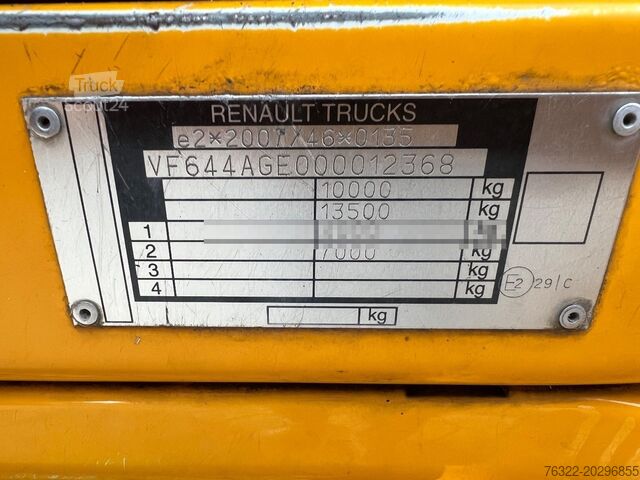 Truck
Scout24
RENAULT TRUCKS
e2*2007/46*0135
VF644AGE000012368
10000 kg
13500 kg
1
2 7000 kg
3 kg
4 kg
E2 29/C
kg
76322-20296855